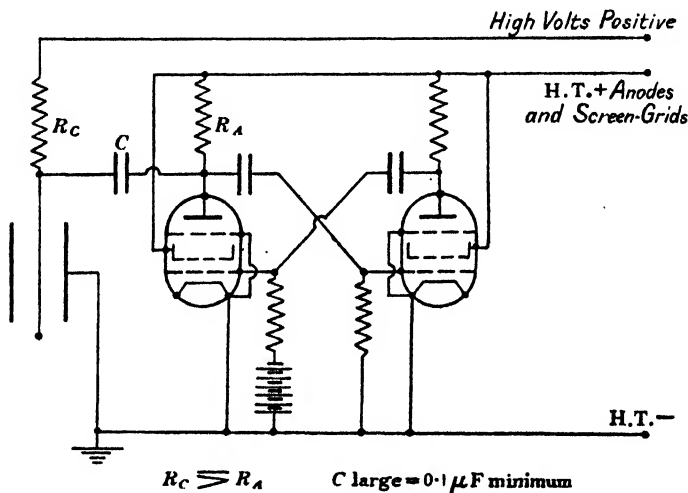 High Volts Positive
H.T.+ Anodes
and Screen-Grids
R_C
C
R_A
H.T.−
R_C ⋝ R_A C large = 0·1 μF minimum